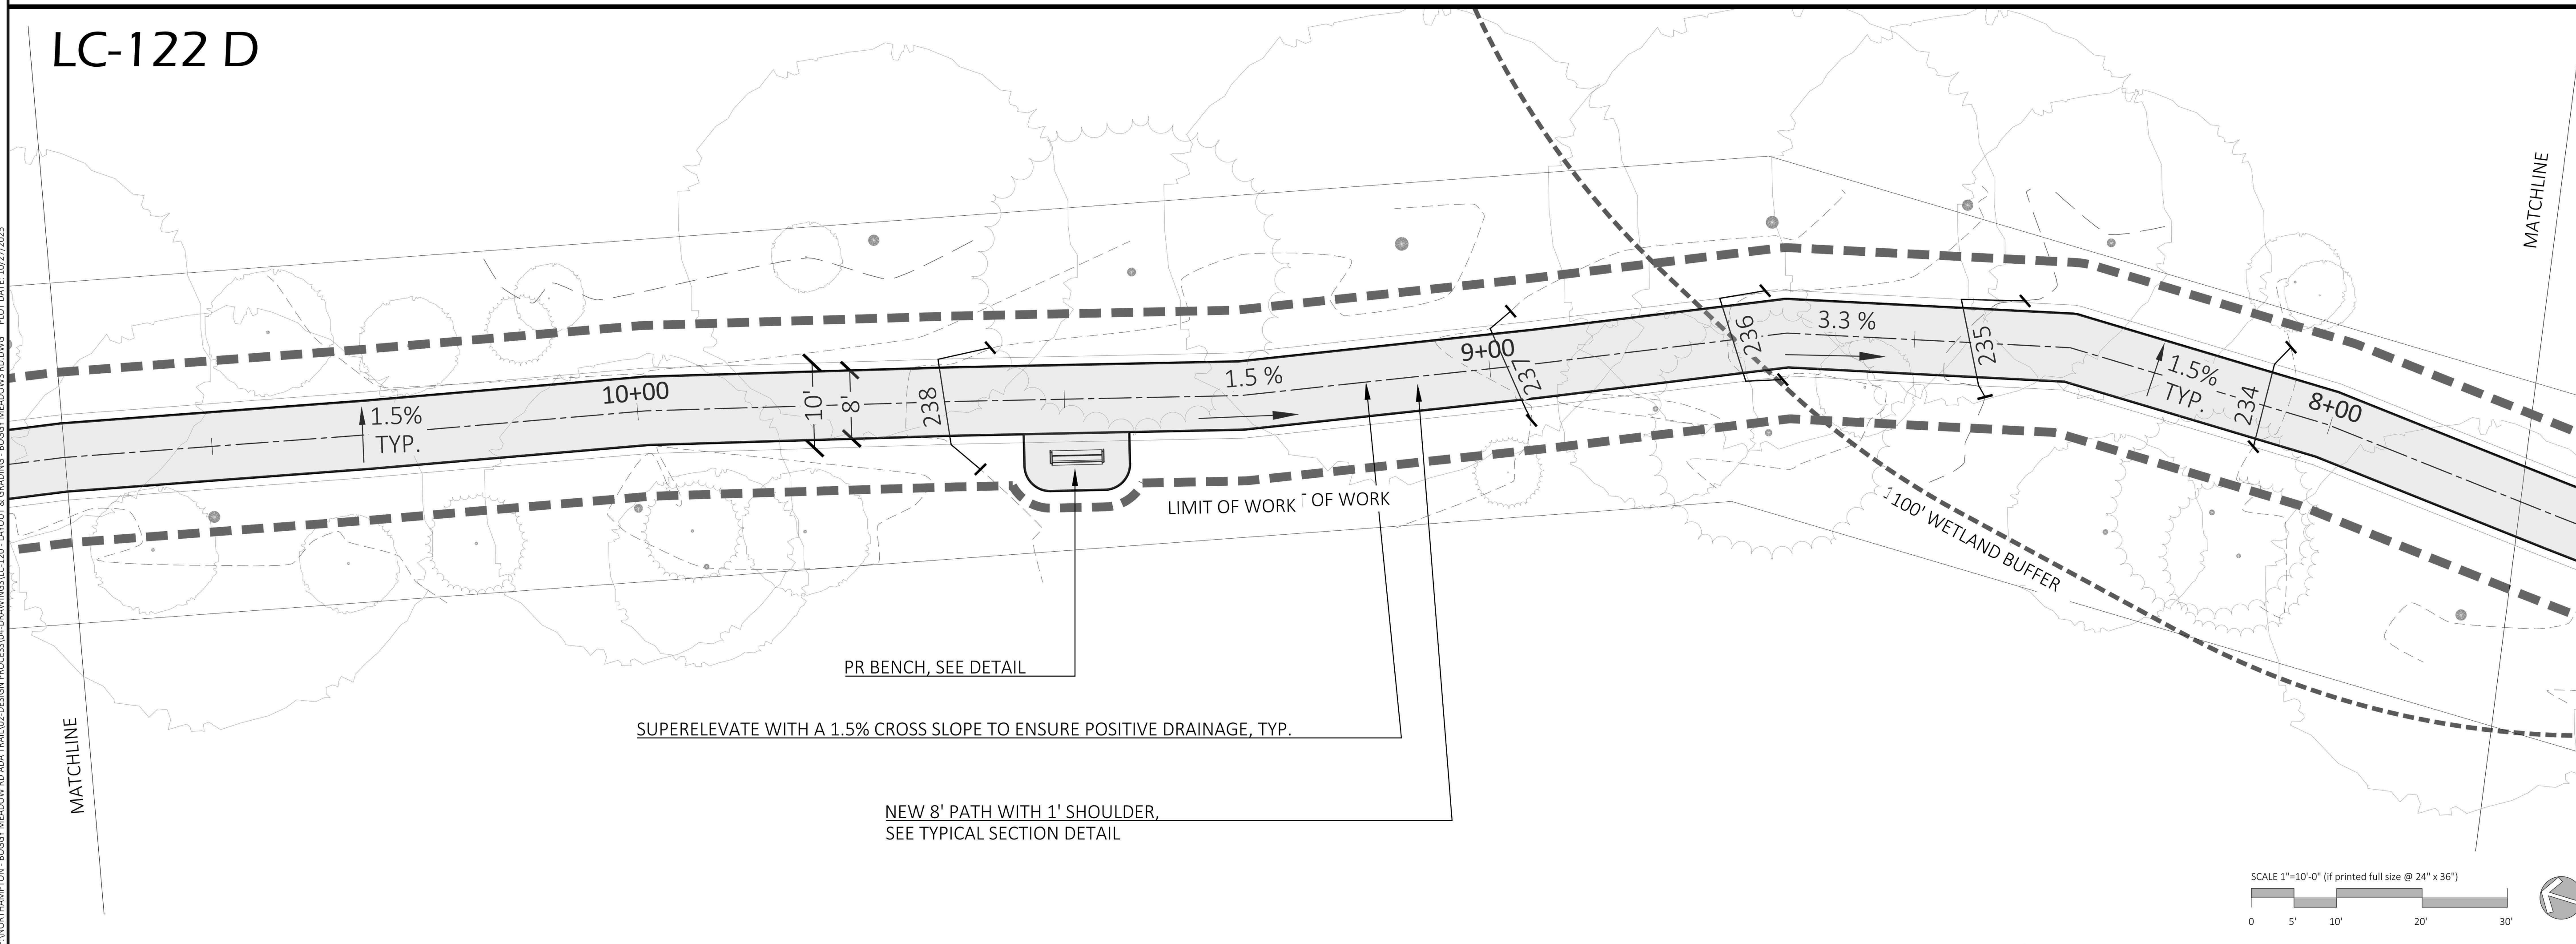 LC-122 D
MATCHLINE
1.5%
TYP.
10+00
10'
8'
238
1.5 %
9+00
237
236
3.3 %
235
1.5%
TYP.
234
8+00
MATCHLINE
LIMIT OF WORK
OF WORK
100' WETLAND BUFFER
PR BENCH, SEE DETAIL
SUPERELEVATE WITH A 1.5% CROSS SLOPE TO ENSURE POSITIVE DRAINAGE, TYP.
NEW 8' PATH WITH 1' SHOULDER,
SEE TYPICAL SECTION DETAIL
SCALE 1"=10'-0" (if printed full size @ 24" x 36")
0 5' 10' 20' 30'